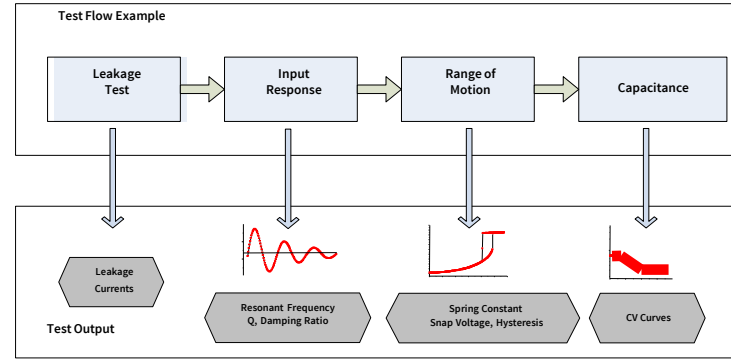 Test Flow Example
Leakage
Test
Input
Response
Range of
Motion
Capacitance
Leakage
Currents
Resonant Frequency
Q, Damping Ratio
Spring Constant
Snap Voltage, Hysteresis
CV Curves
Test Output